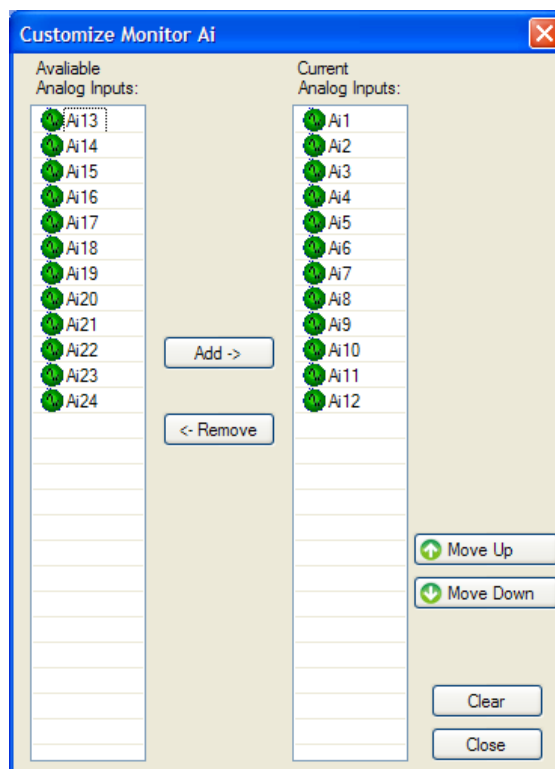 Customize Monitor Ai
Avaliable
Analog Inputs:
Ai13
Ai14
Ai15
Ai16
Ai17
Ai18
Ai19
Ai20
Ai21
Ai22
Ai23
Ai24
Add ->
<- Remove
Current
Analog Inputs:
Ai1
Ai2
Ai3
Ai4
Ai5
Ai6
Ai7
Ai8
Ai9
Ai10
Ai11
Ai12
Move Up
Move Down
Clear
Close